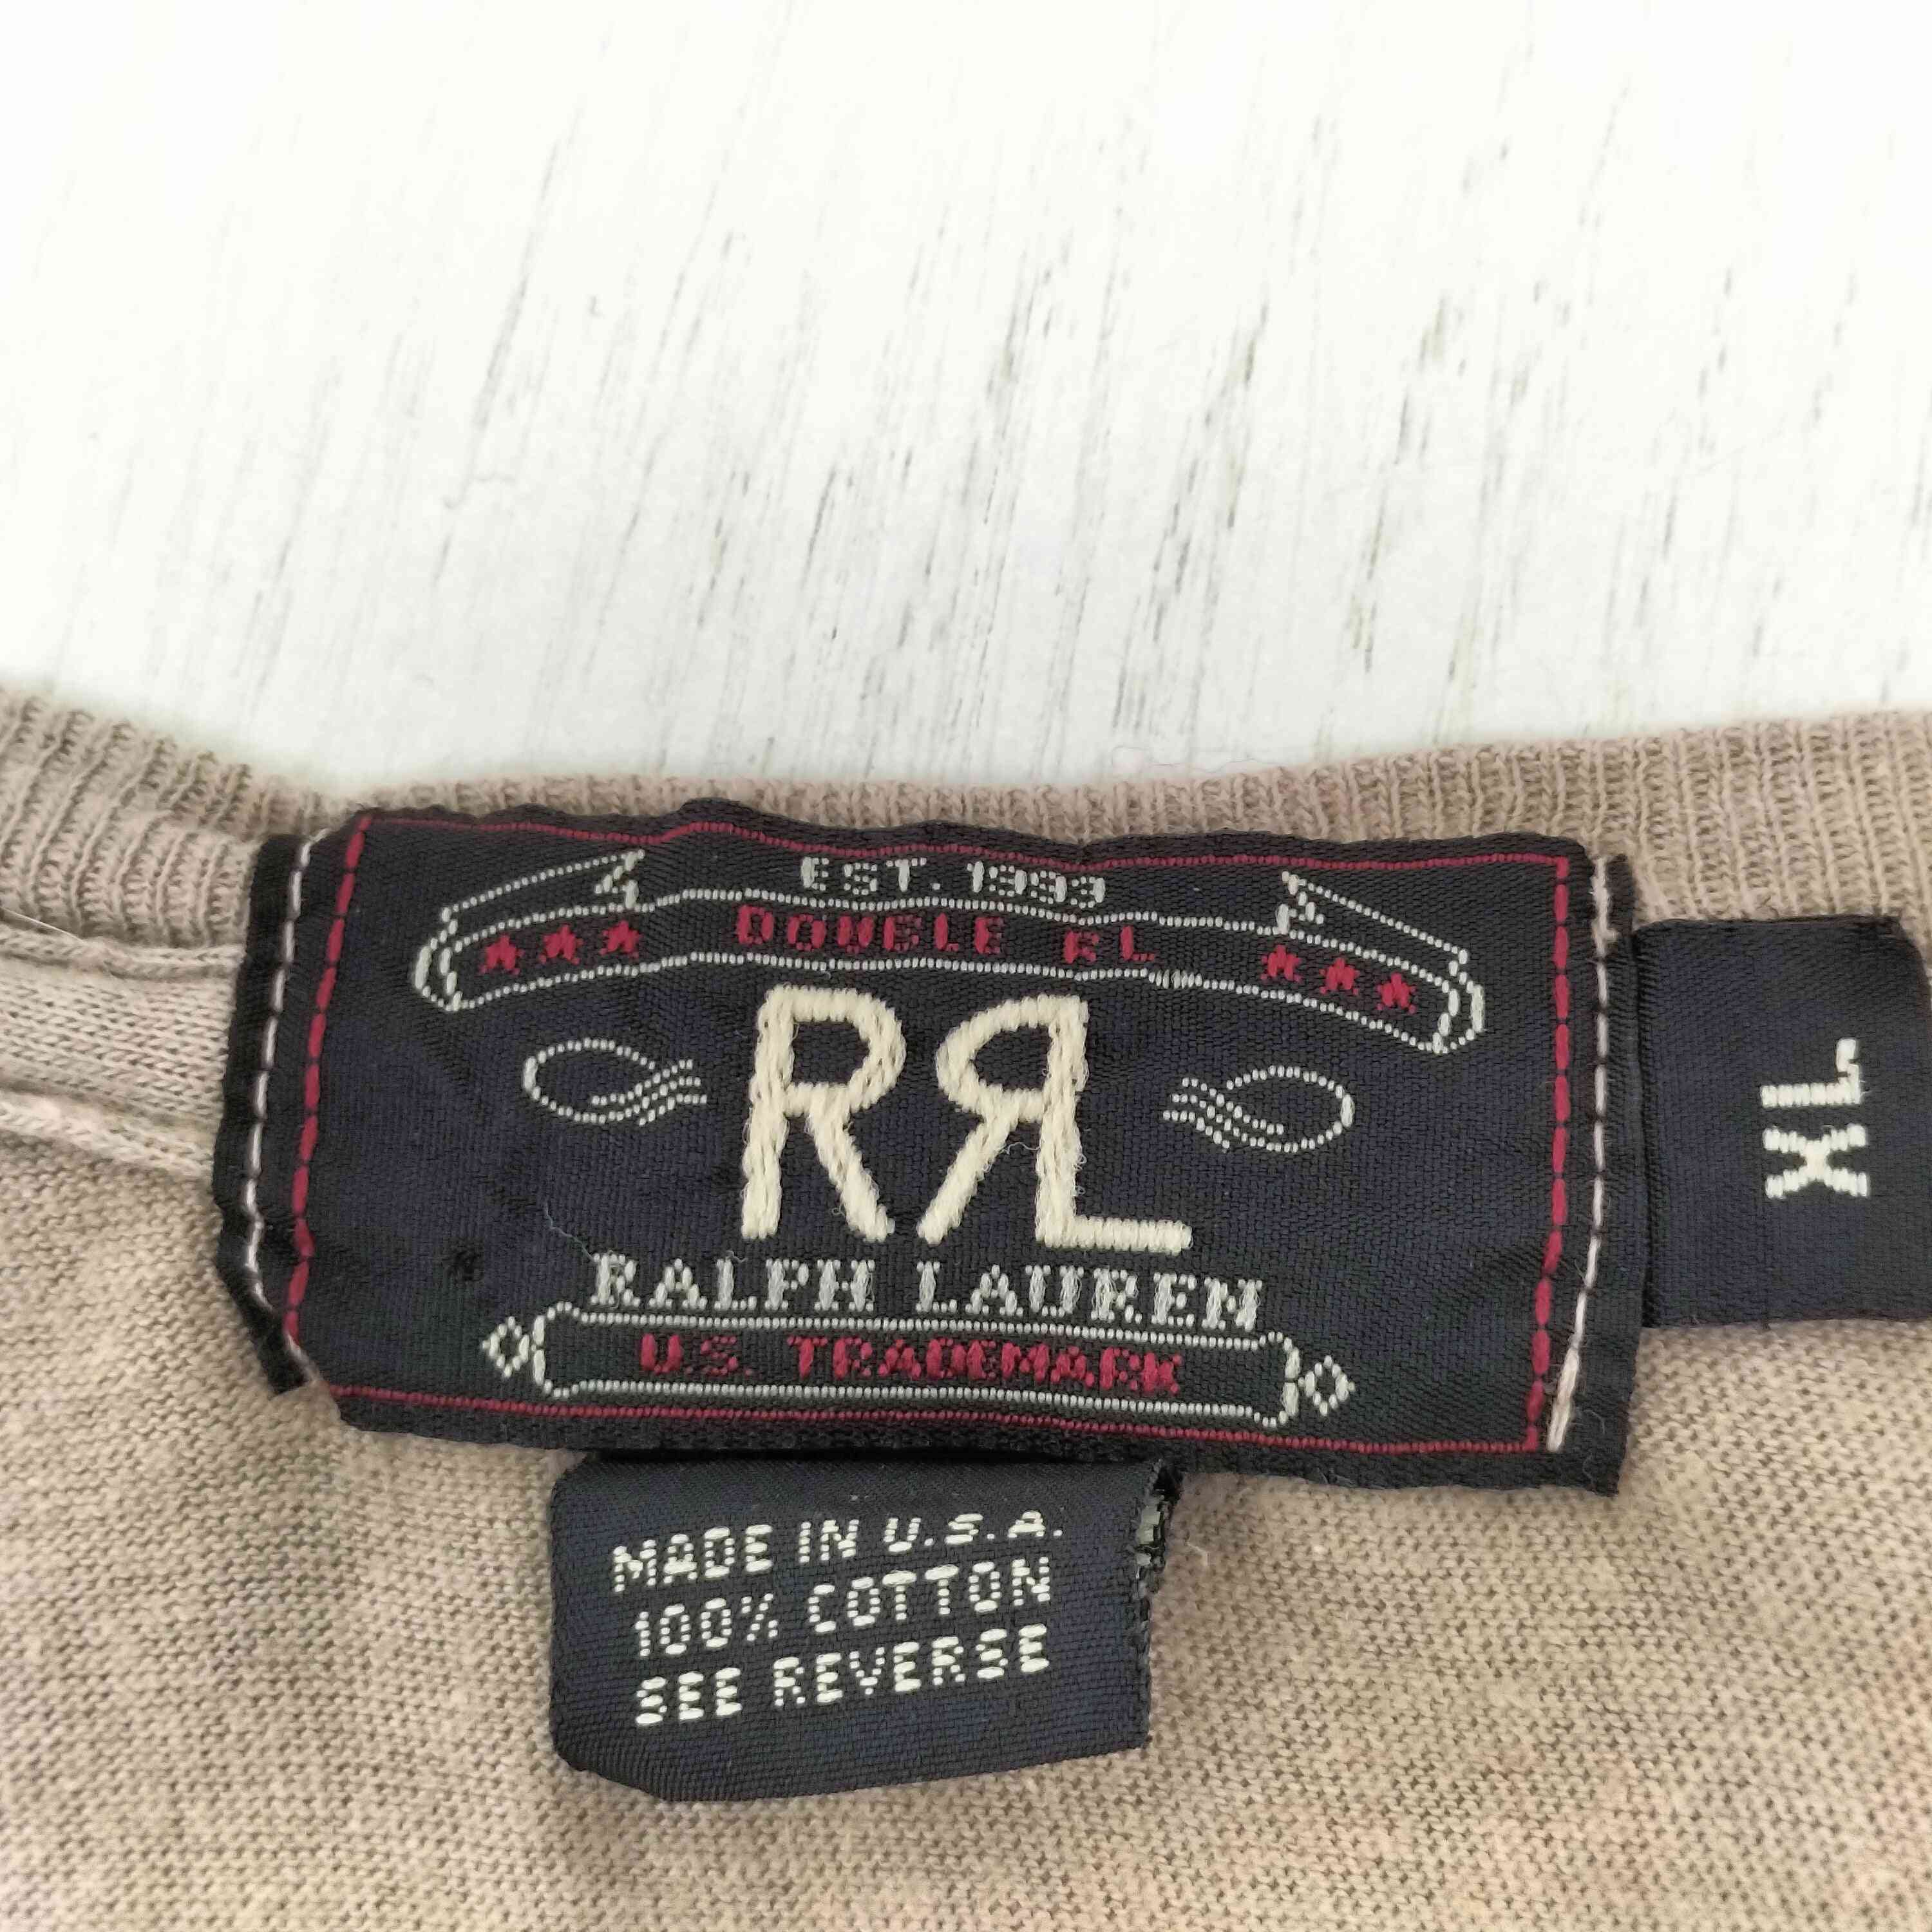 EST. 1993
DOUBLE RL
RRL
RALPH LAUREN
U.S. TRADEMARK
XL
MADE IN U.S.A.
100% COTTON
SEE REVERSE